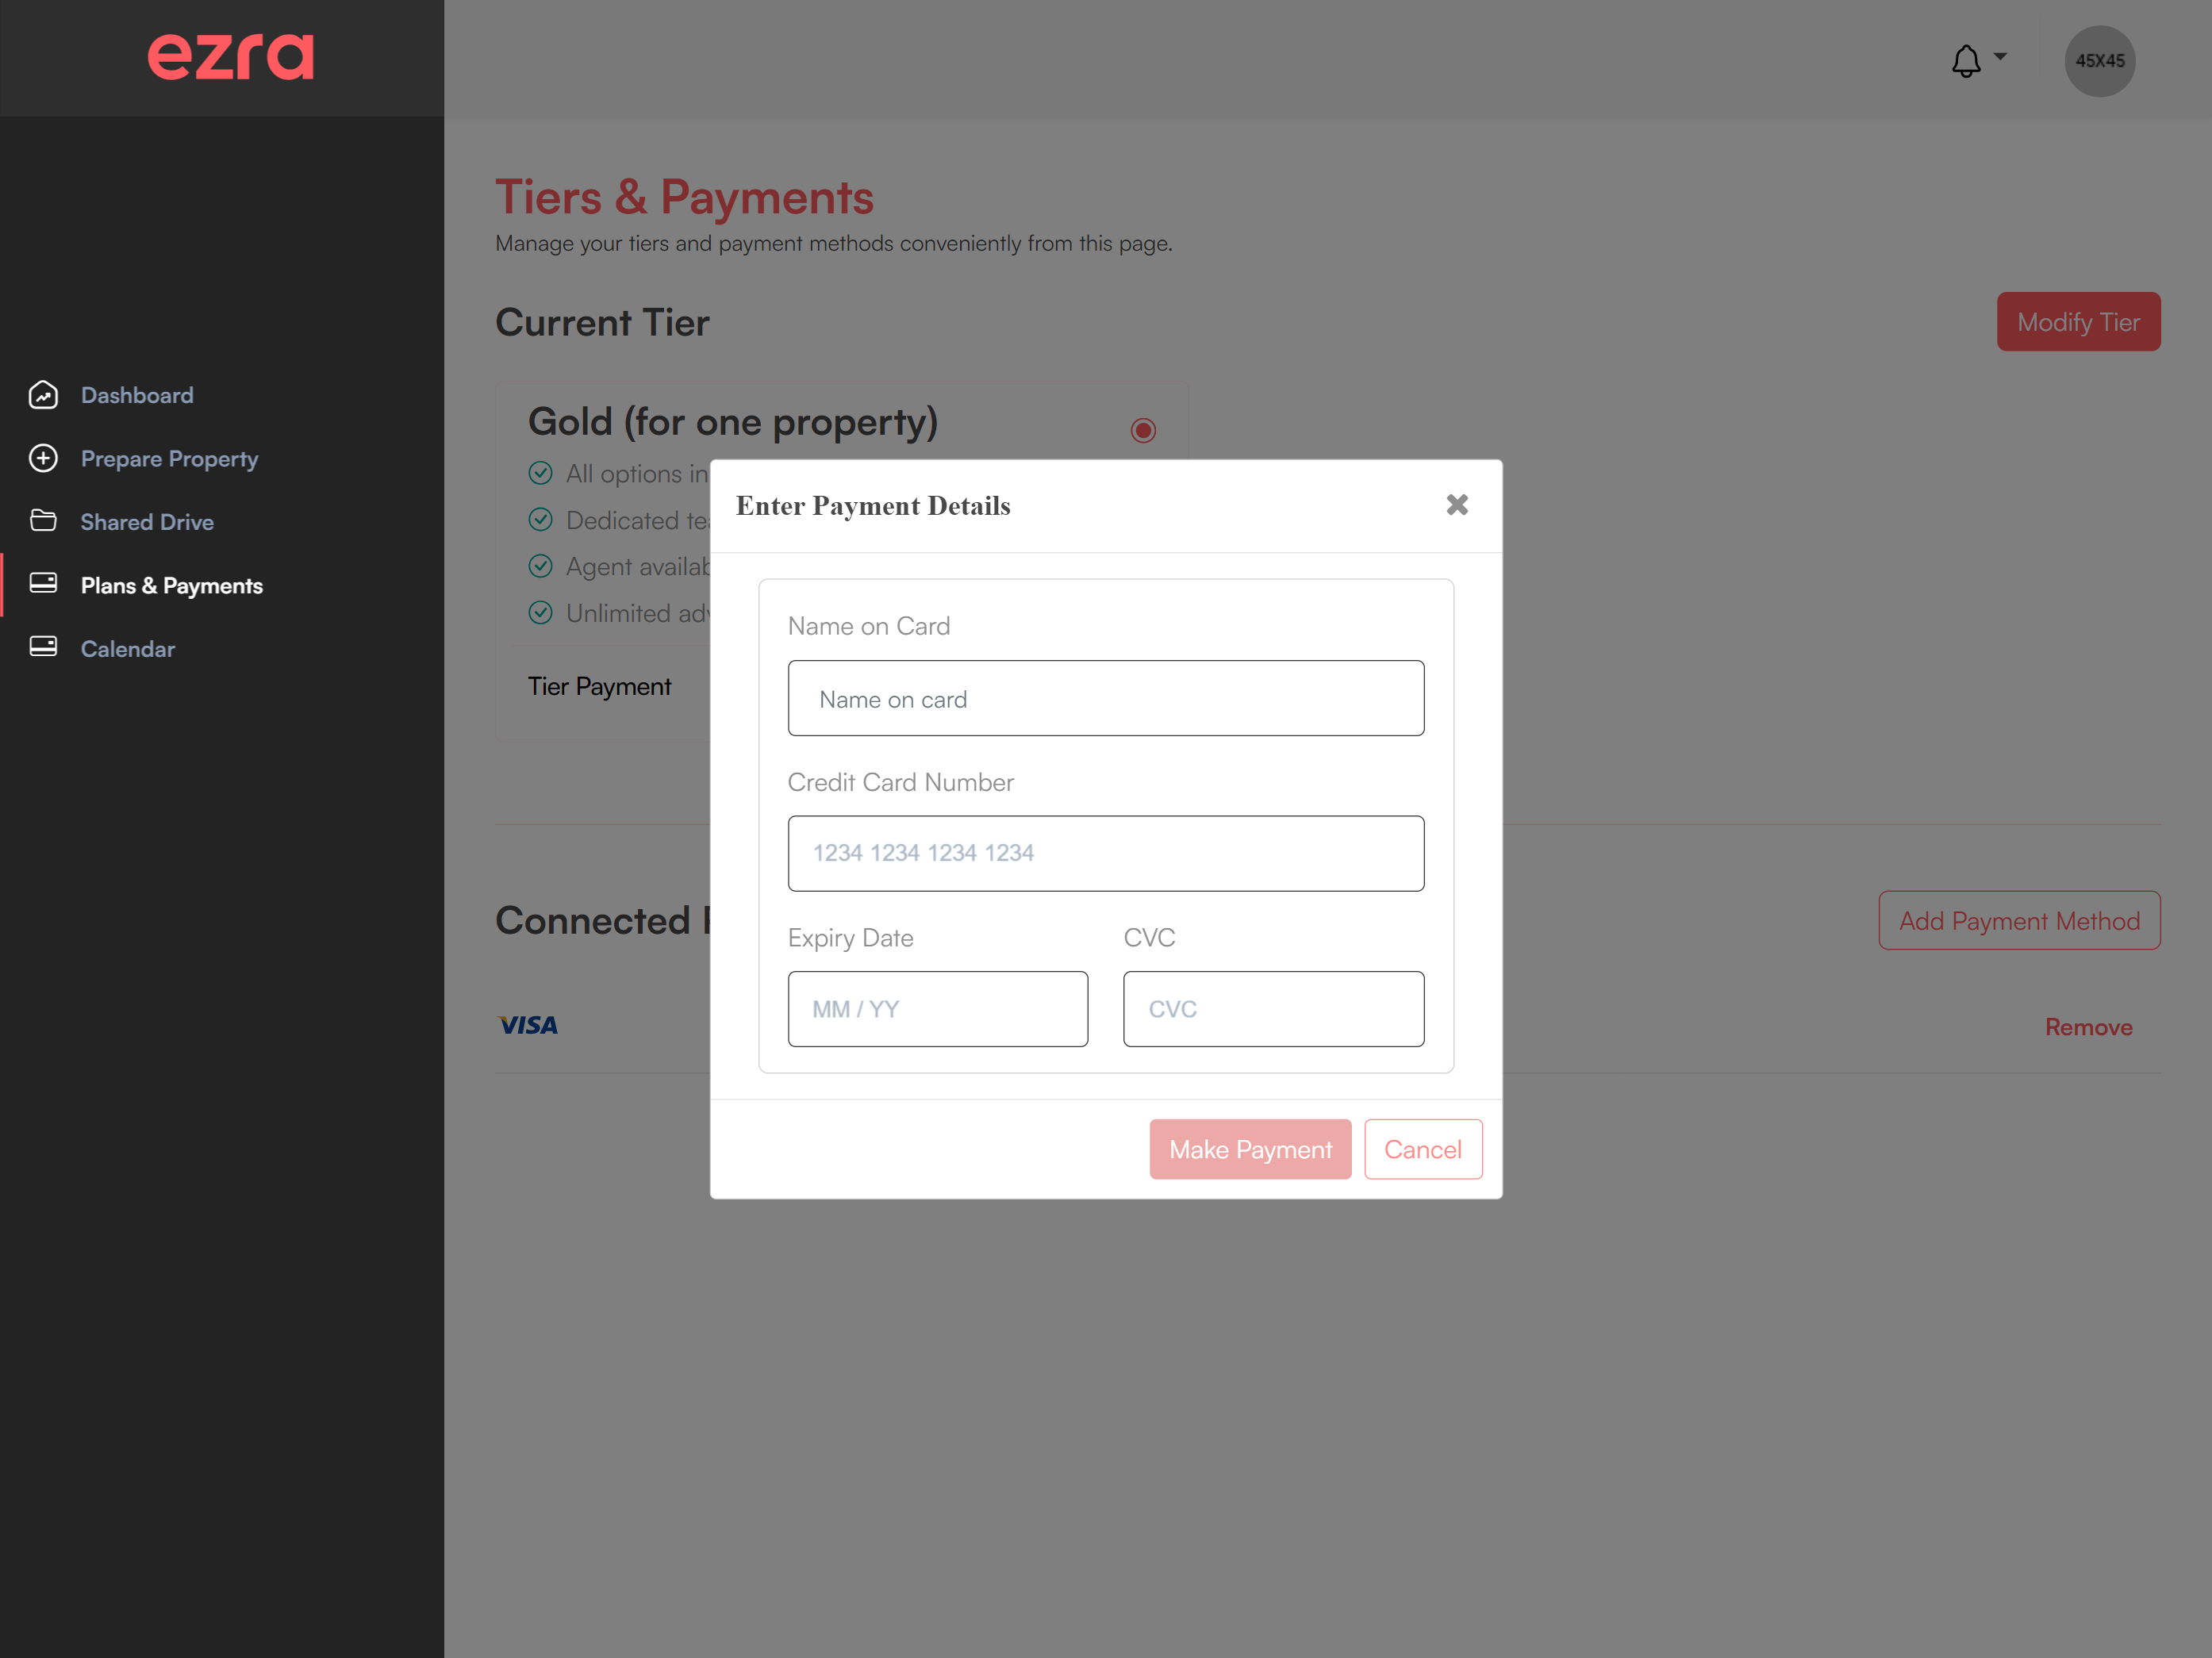 ezra
45X45
Tiers & Payments
Manage your tiers and payment methods conveniently from this page.
Current Tier
Modify Tier
Dashboard
Prepare Property
Shared Drive
Plans & Payments
Calendar
Gold (for one property)
All options in
Dedicated te
Agent availab
Unlimited adv
Tier Payment
Enter Payment Details
Name on Card
Name on card
Credit Card Number
1234 1234 1234 1234
Expiry Date
CVC
MM / YY
CVC
Make Payment
Cancel
Connected
Add Payment Method
VISA
Remove